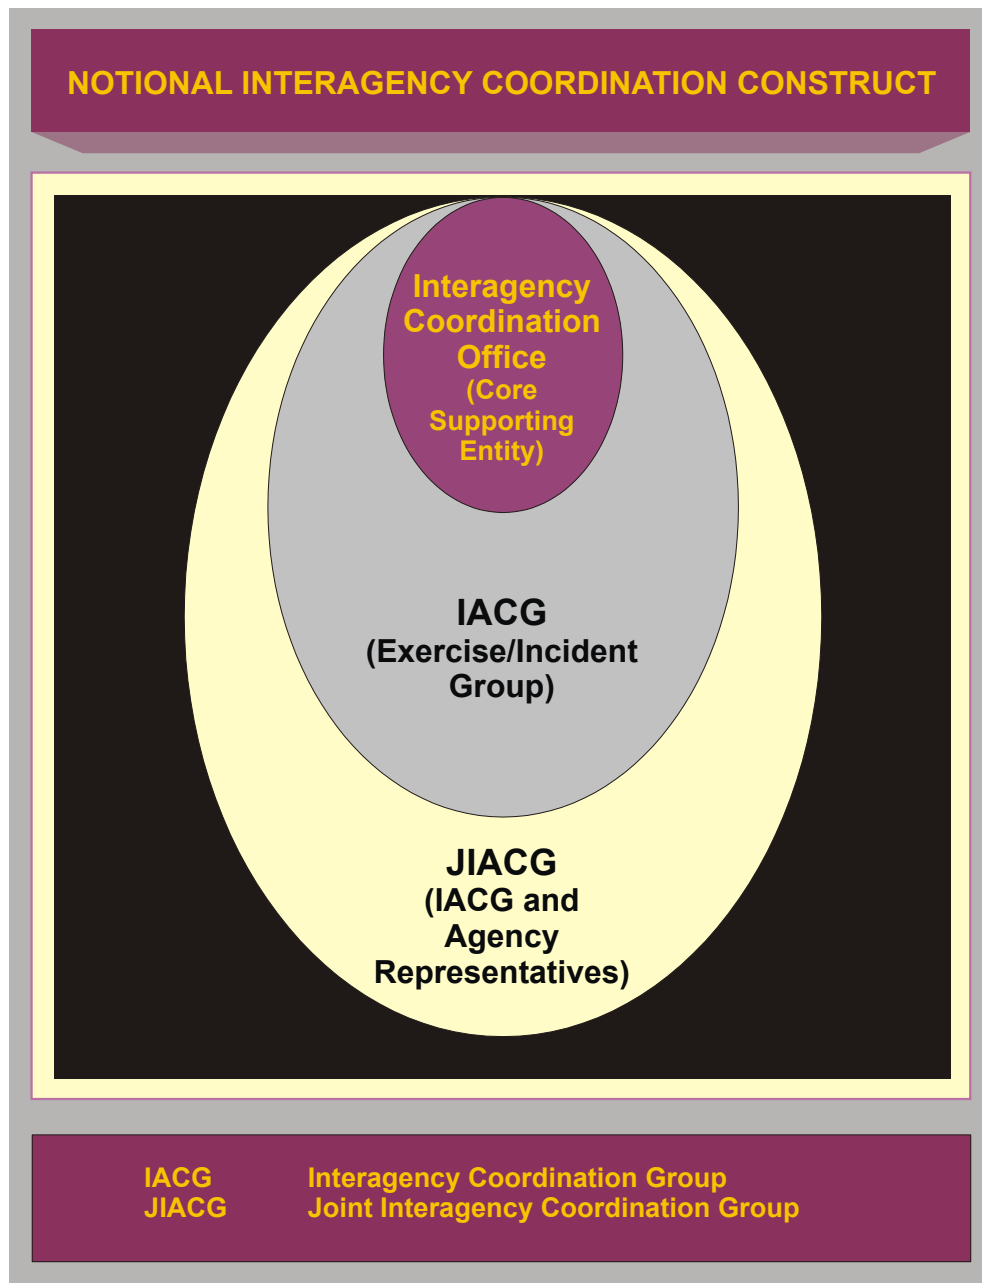 NOTIONAL INTERAGENCY COORDINATION CONSTRUCT
Interagency
Coordination
Office
(Core
Supporting
Entity)
IACG
(Exercise/Incident
Group)
JIACG
(IACG and
Agency
Representatives)
IACG Interagency Coordination Group
JIACG Joint Interagency Coordination Group